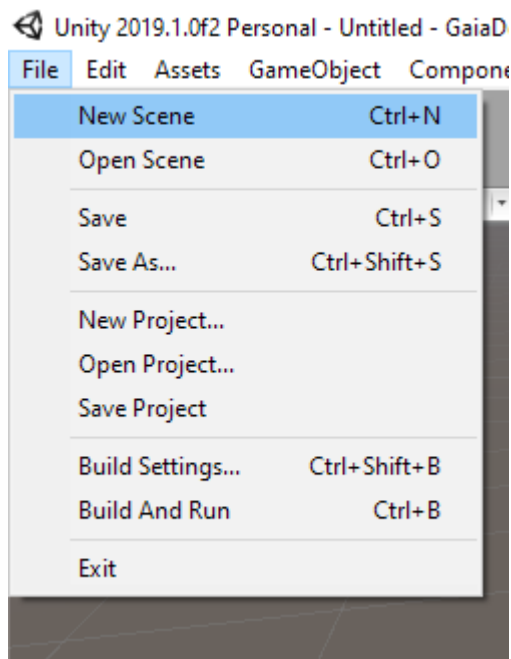 Unity 2019.1.0f2 Personal - Untitled - GaiaD
File Edit Assets GameObject Compone
New Scene Ctrl+N
Open Scene Ctrl+O
Save Ctrl+S
Save As... Ctrl+Shift+S
New Project...
Open Project...
Save Project
Build Settings... Ctrl+Shift+B
Build And Run Ctrl+B
Exit